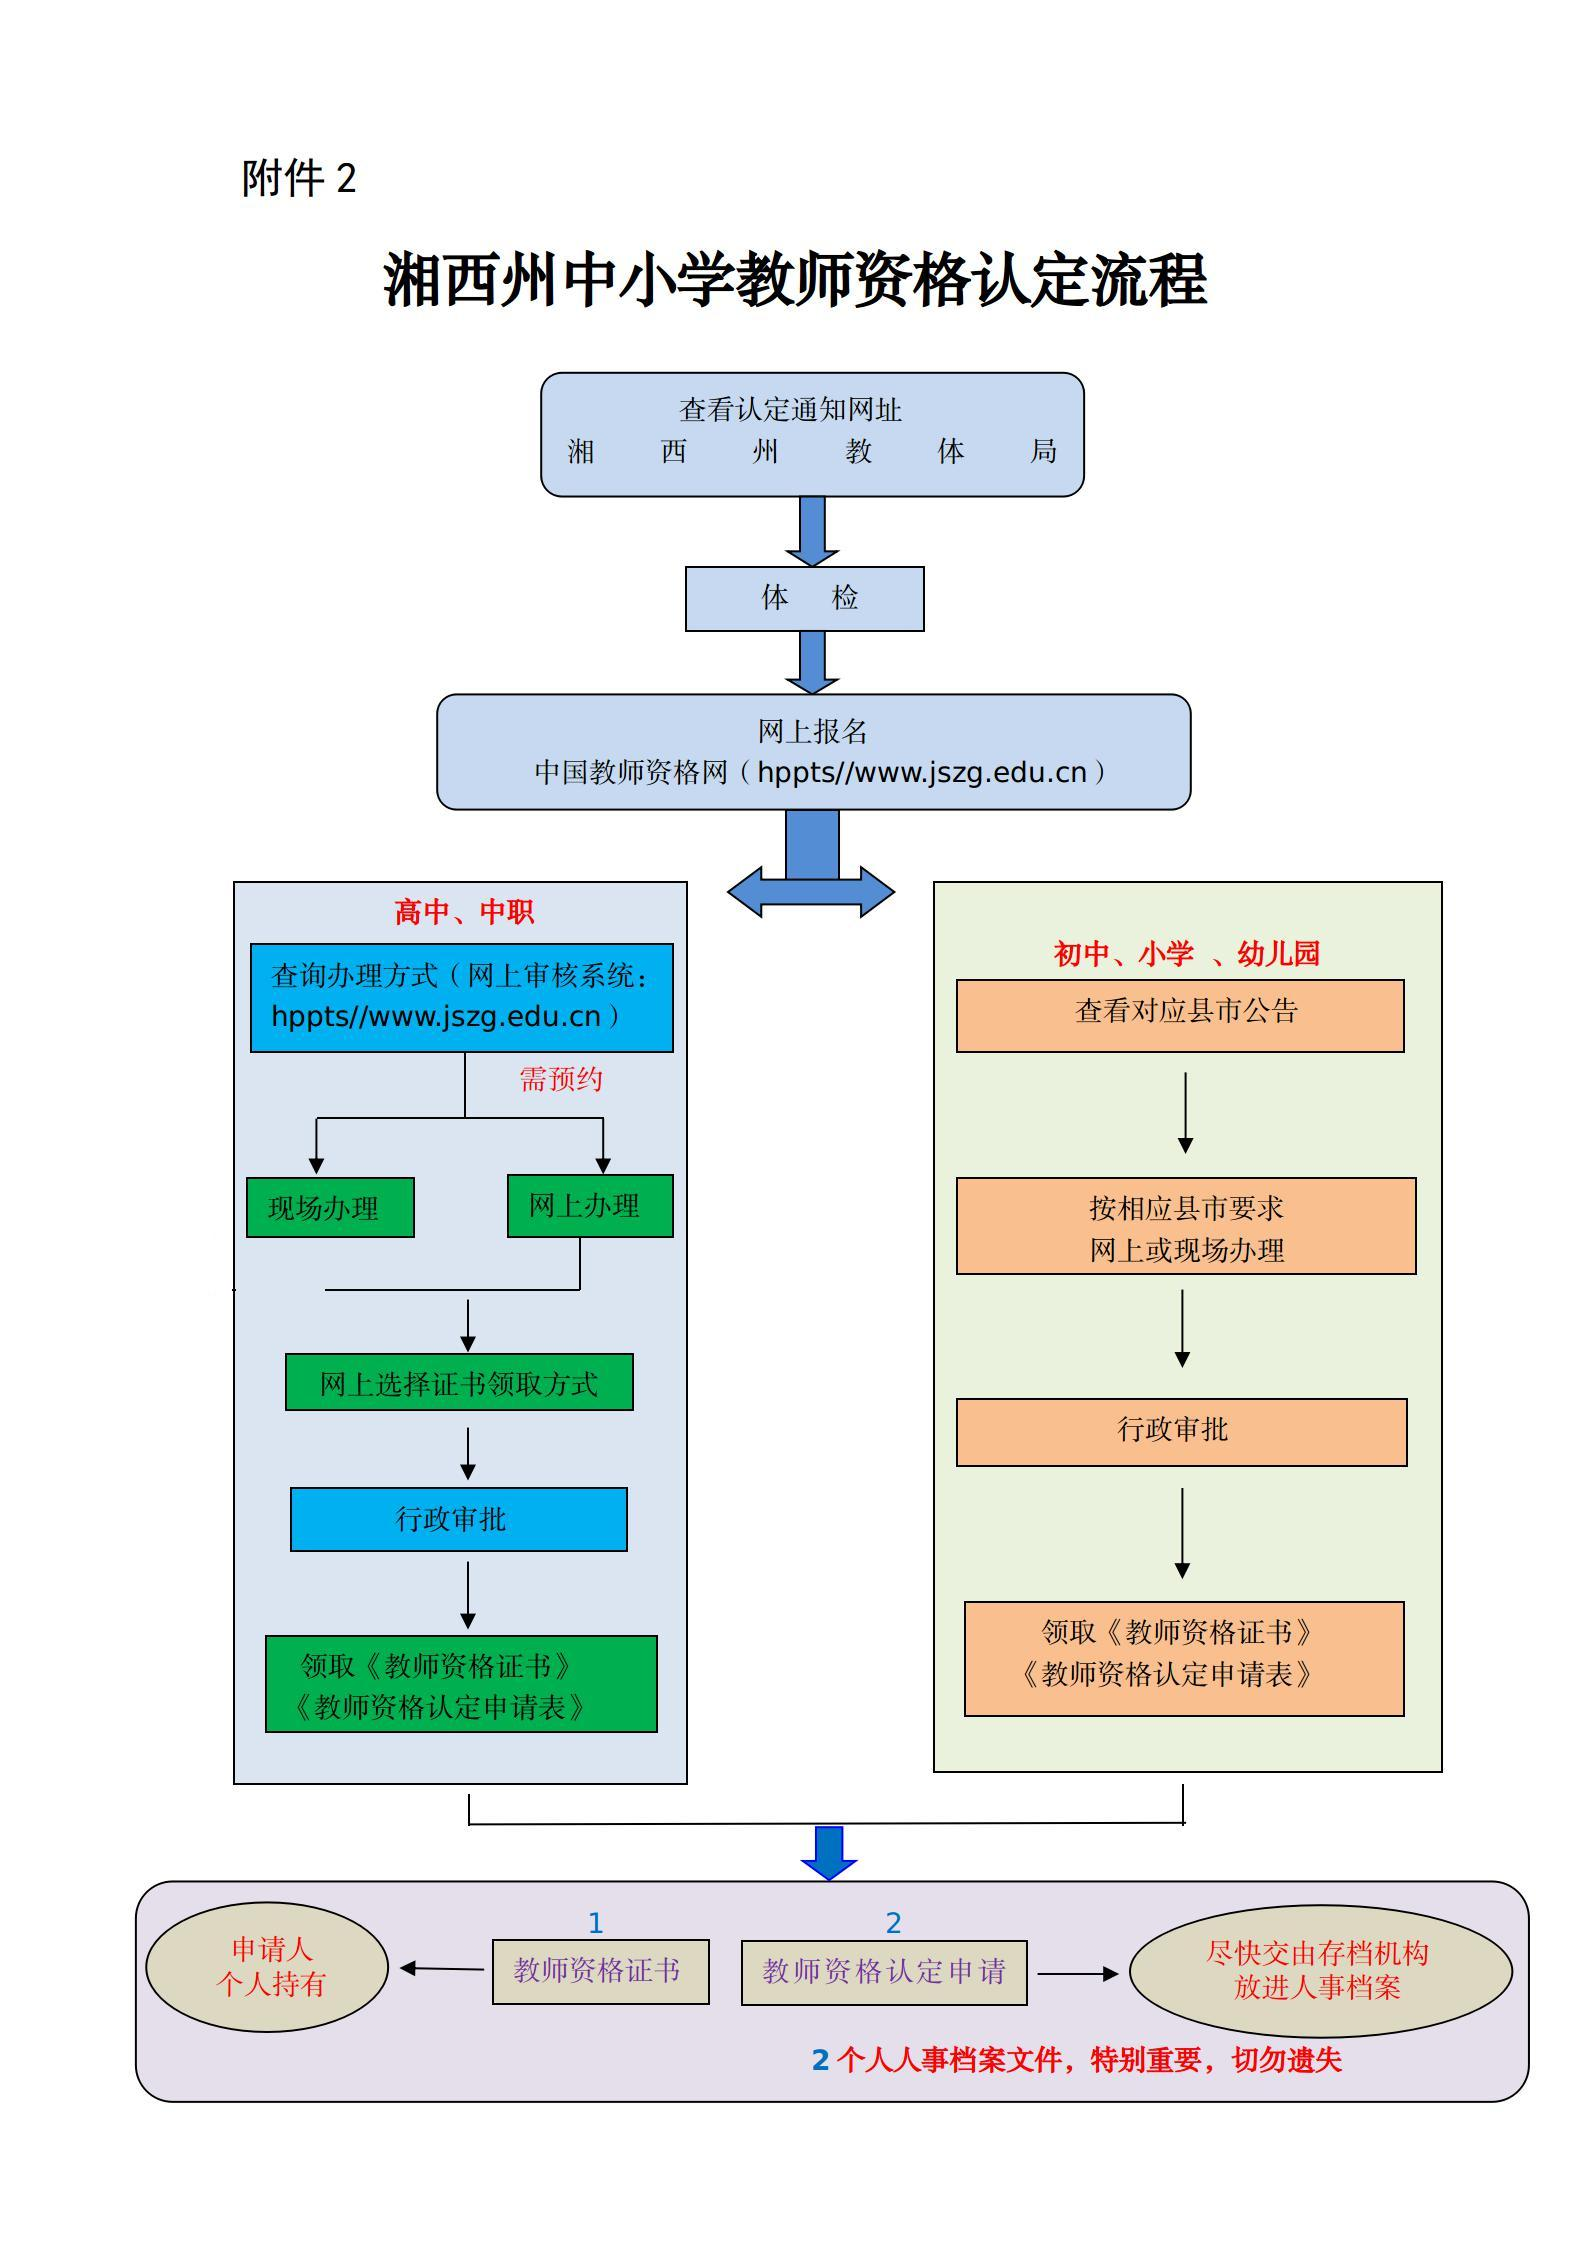 附件 2
湘西州中小学教师资格认定流程
查看认定通知网址
湘 西 州 教 体 局
体 检
网上报名
中国教师资格网（hppts//www.jszg.edu.cn）
高中、中职
查询办理方式（网上审核系统：
hppts//www.jszg.edu.cn）
需预约
现场办理
网上办理
网上选择证书领取方式
行政审批
领取《教师资格证书》
《教师资格认定申请表》
初中、小学 、幼儿园
查看对应县市公告
按相应县市要求
网上或现场办理
行政审批
领取《教师资格证书》
《教师资格认定申请表》
申请人
个人持有
1
教师资格证书
2
教师资格认定申请
尽快交由存档机构
放进人事档案
2 个人人事档案文件，特别重要，切勿遗失